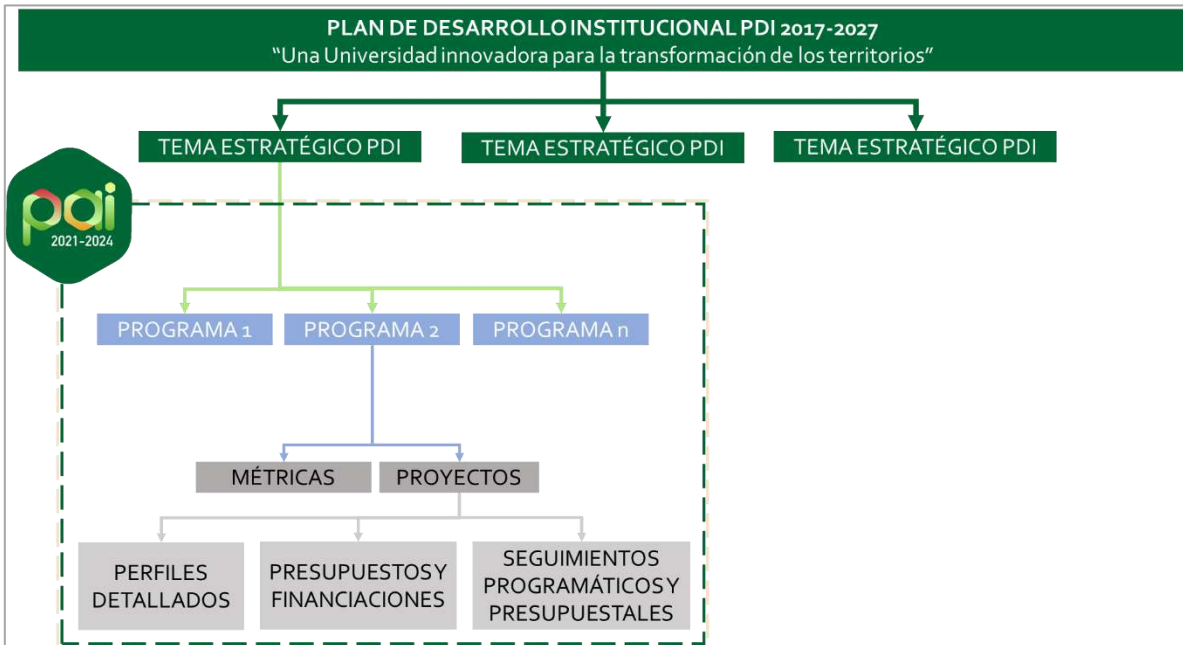 PLAN DE DESARROLLO INSTITUCIONAL PDI 2017-2027
“Una Universidad innovadora para la transformación de los territorios”
TEMA ESTRATÉGICO PDI
TEMA ESTRATÉGICO PDI
TEMA ESTRATÉGICO PDI
pai
2021-2024
PROGRAMA 1
PROGRAMA 2
PROGRAMA n
MÉTRICAS
PROYECTOS
PERFILES
DETALLADOS
PRESUPUESTOS Y
FINANCIACIONES
SEGUIMIENTOS
PROGRAMÁTICOS Y
PRESUPUESTALES